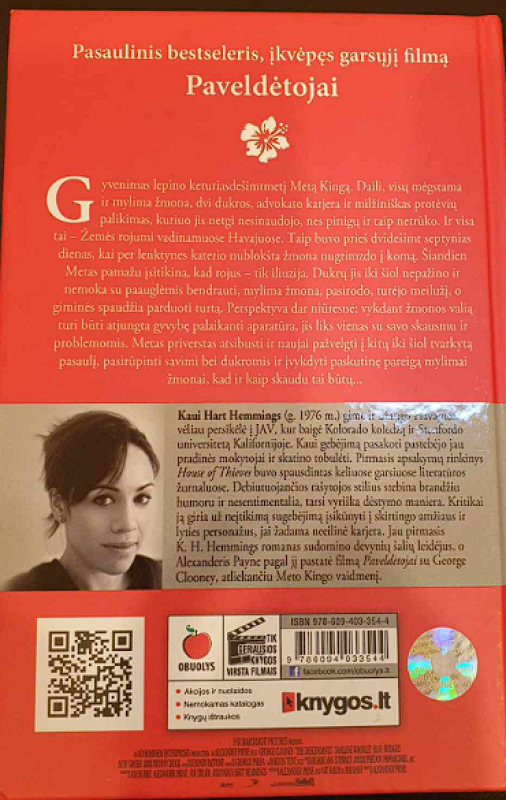 Pasaulinis bestseleris, įkvėpęs garsųjį filmą
Paveldėtojai
Gyvenimas lepino keturiasdešimtmetį Metą Kingą. Daili, visų mėgstama
ir mylima žmona, dvi dukros, advokato karjera ir milžiniškas protėvių
palikimas, kuriuo jis netgi nesinaudojo, nes pinigų ir taip netrūko. Ir visa
tai – Žemės rojumi vadinamuose Havajuose. Taip buvo prieš dvidešimt septynias
dienas, kai per lenktynes katerio nublokšta žmona nugrimzdo į komą. Šiandien
Metas pamažu įsitikina, kad rojus – tik iliuzija. Dukrų jis iki šiol nepažino ir
nemoka su paauglėmis bendrauti, mylima žmona, pasirodo, turėjo meilužį, o
giminės spaudžia parduoti turtą. Perspektyva dar niūresnė: vykdant žmonos valią
turi būti atjungta gyvybę palaikanti aparatūra, jis liks vienas su savo skausmu ir
problemomis. Metas priverstas atsibusti ir naujai pažvelgti į kitų iki šiol tvarkytą
pasaulį, pasirūpinti savimi bei dukromis ir įvykdyti paskutinę pareigą mylimai
žmonai, kad ir kaip skaudu tai būtų...
Kaui Hart Hemmings (g. 1976 m.) gimė ir Havajuose,
vėliau persikėlė į JAV, kur baigė Kolorado koledžą ir Stanfordo
universitetą Kalifornijoje. Kaui gebėjimą pasakoti pastebėjo jau
pradinės mokytojai ir skatino tobulėti. Pirmasis apsakymų rinkinys
House of Thieves buvo spausdintas keliuose garsiuose literatūros
žurnaluose. Debiutuojančios rašytojos stilius stebina brandžiu
humoru ir nesentimentalia, tarsi vyriška dėstymo maniera. Kritikai
ją giria už neįtikimą sugebėjimą įsikūnyti į skirtingo amžiaus ir
lyties personažus, jai žadama neeilinė karjera. Jau pirmasis
K. H. Hemmings romanas sudomino devynių šalių leidėjus, o
Alexanderis Payne pagal jį pastatė filmą Paveldėtojai su George
Clooney, atliekančiu Meto Kingo vaidmenį.
OBUOLYS
TIK
GERIAUSIOS
KNYGOS
VIRSTA FILMAIS
ISBN 978-609-403-354-4
9 786094 033544
facebook.com/obuolys.lt
• Akcijos ir nuolaidos
• Nemokamas katalogas
• Knygų ištraukos
knygos.lt
FOX SEARCHLIGHT PICTURES